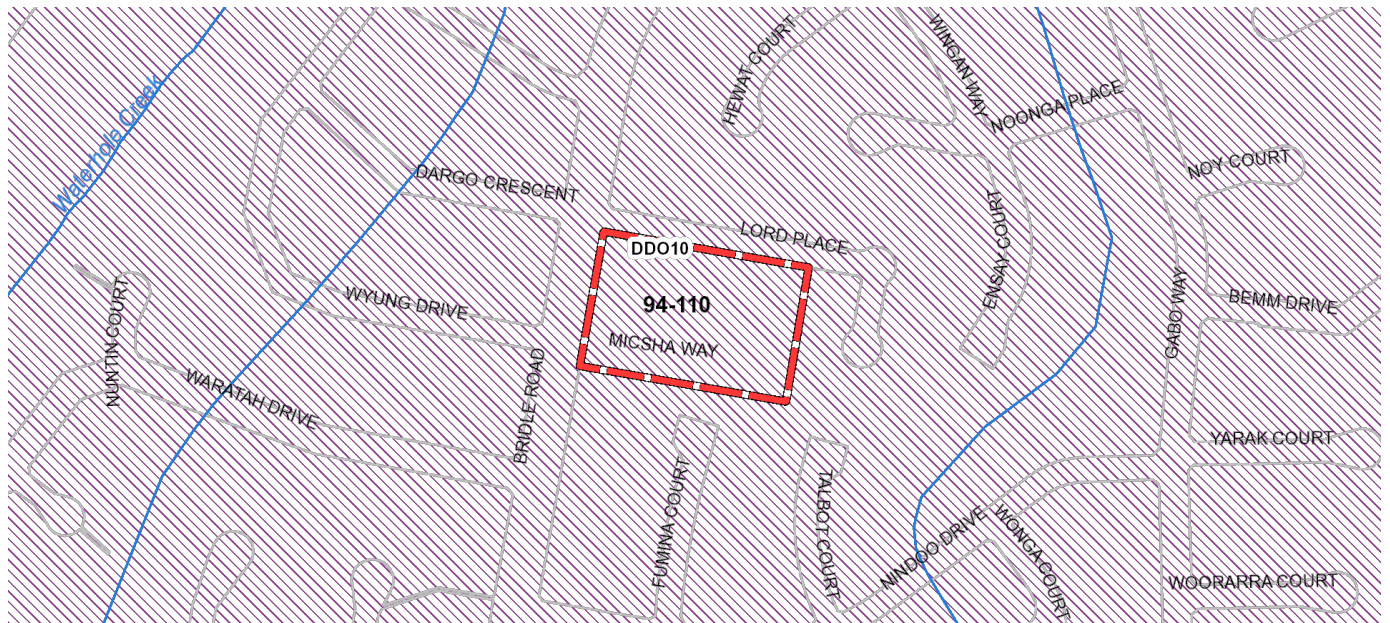 HEWAT COURT
WINGAN WAY
NOONGA PLACE
Waterhole Creek
DARGO CRESCENT
NOY COURT
LORD PLACE
DDO10
ENSAY COURT
94-110
WYUNG DRIVE
NUNTIN COURT
MICSHA WAY
GABO WAY
BEMM DRIVE
WARATAH DRIVE
BRIDLE ROAD
YARAK COURT
FUMINA COURT
TALBOT COURT
NINDOO DRIVE
WONGA COURT
WOORARRA COURT